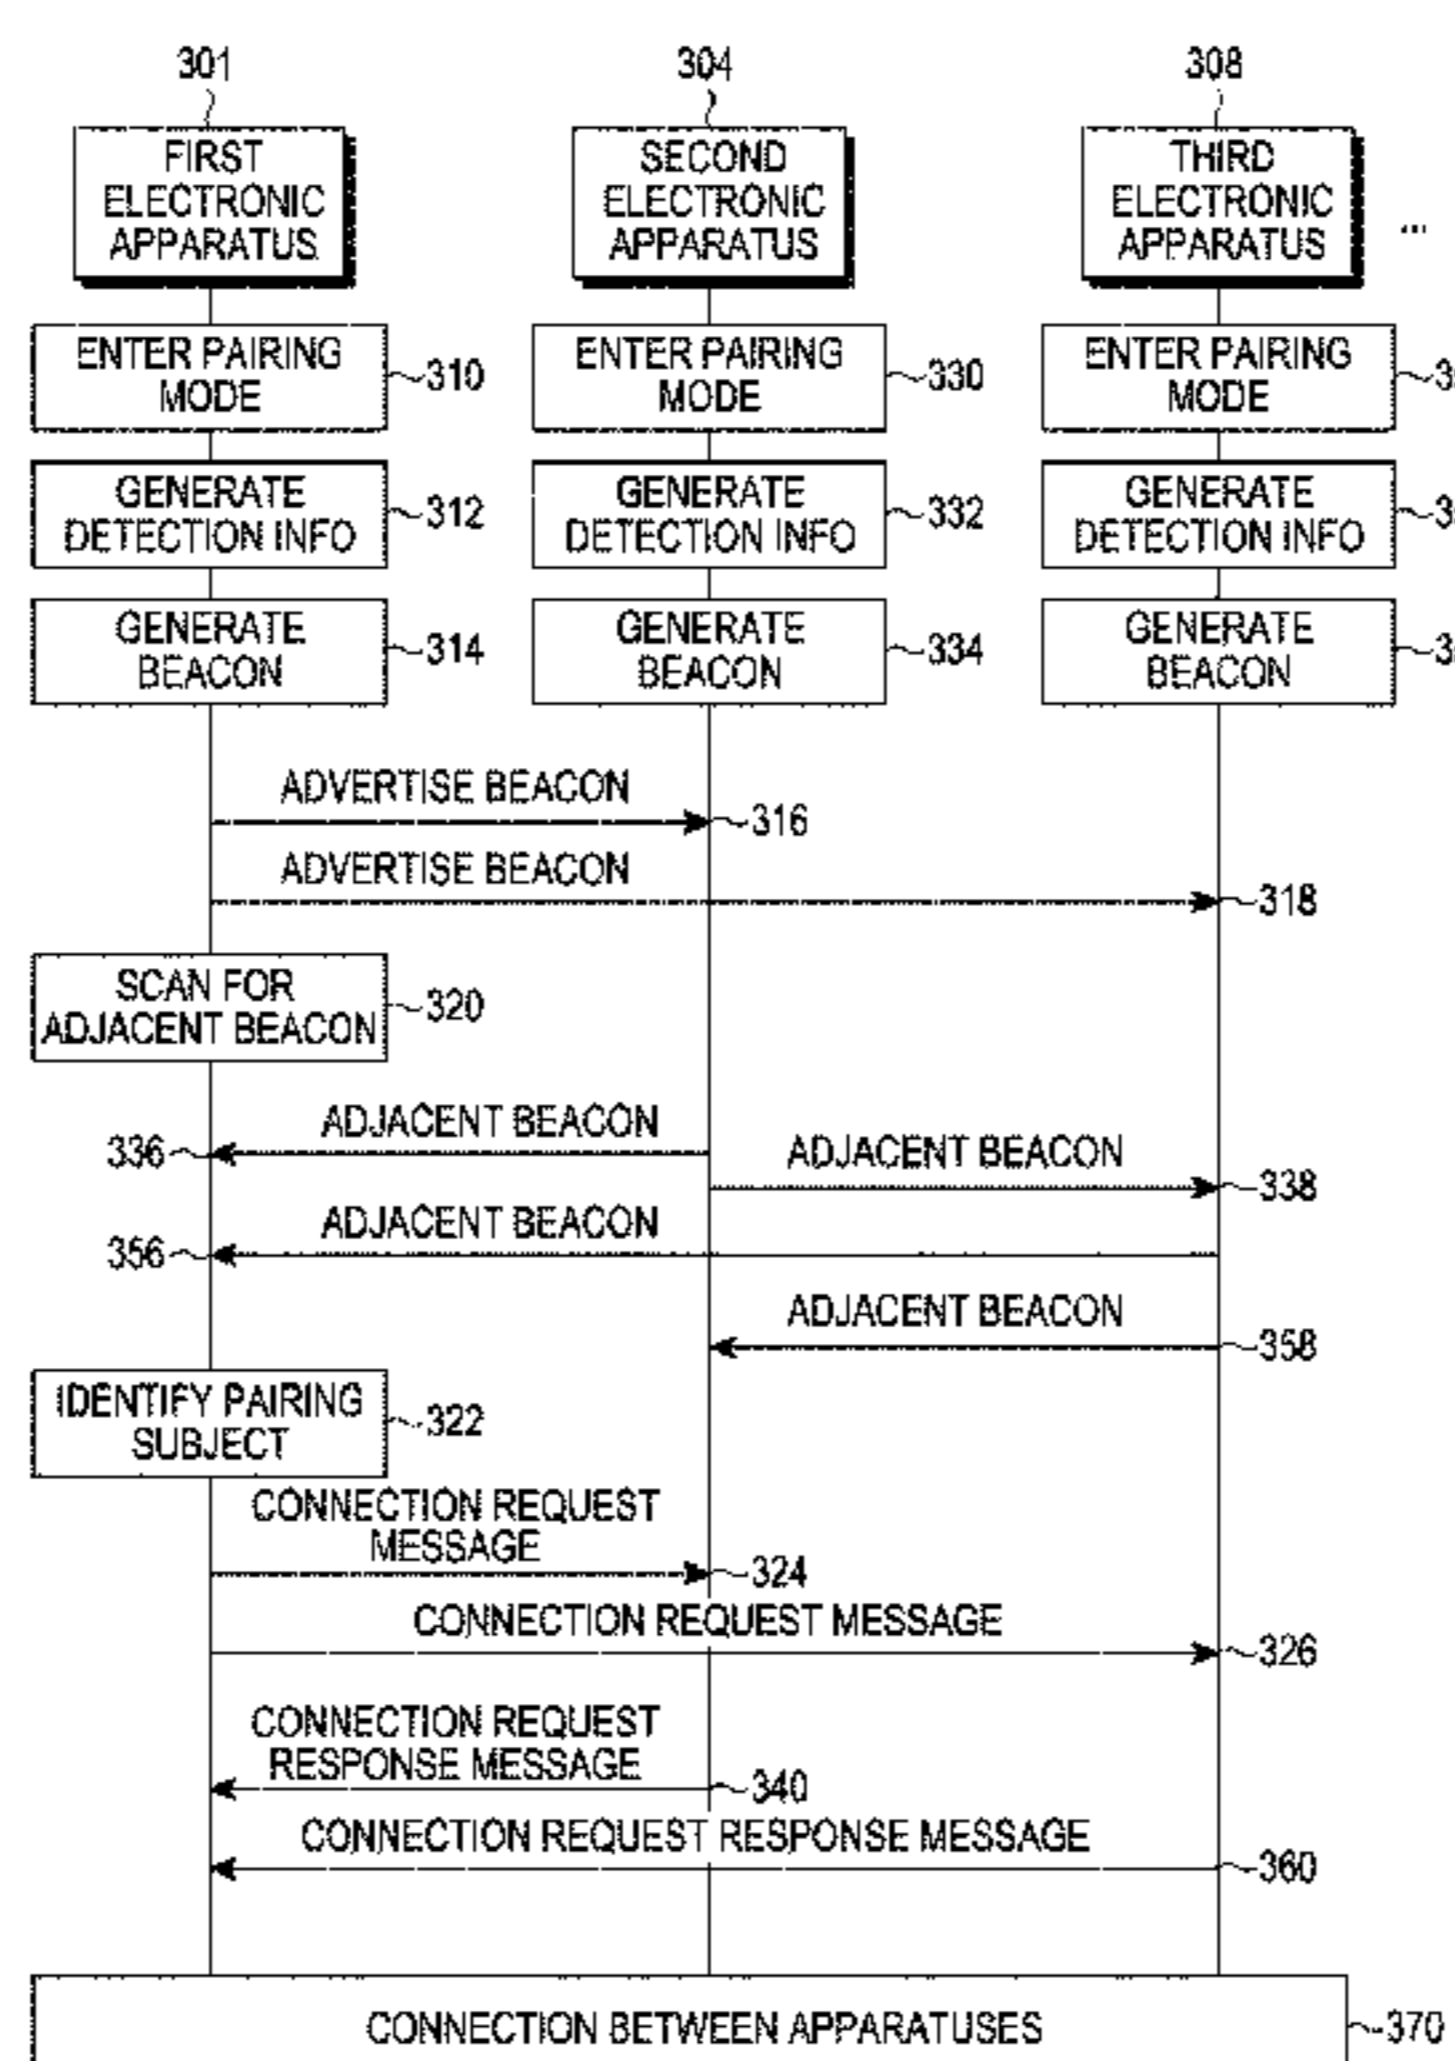 301
304
308
FIRST
ELECTRONIC
APPARATUS
SECOND
ELECTRONIC
APPARATUS
THIRD
ELECTRONIC
APPARATUS
...
ENTER PAIRING
MODE
310
ENTER PAIRING
MODE
330
ENTER PAIRING
MODE
GENERATE
DETECTION INFO
312
GENERATE
DETECTION INFO
332
GENERATE
DETECTION INFO
GENERATE
BEACON
314
GENERATE
BEACON
334
GENERATE
BEACON
ADVERTISE BEACON
316
ADVERTISE BEACON
318
SCAN FOR
ADJACENT BEACON
320
ADJACENT BEACON
336
ADJACENT BEACON
338
ADJACENT BEACON
356
ADJACENT BEACON
358
IDENTIFY PAIRING
SUBJECT
322
CONNECTION REQUEST
MESSAGE
324
CONNECTION REQUEST MESSAGE
326
CONNECTION REQUEST
RESPONSE MESSAGE
340
CONNECTION REQUEST RESPONSE MESSAGE
360
CONNECTION BETWEEN APPARATUSES
370